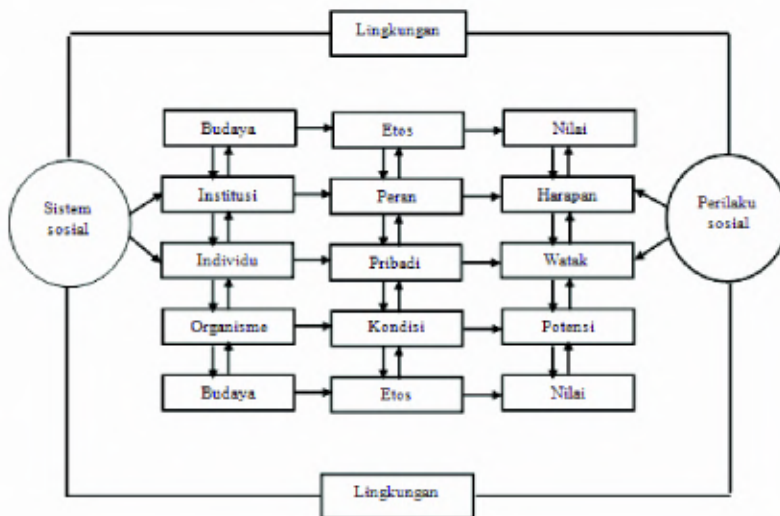 Lingkungan
Budaya
Etos
Nilai
Sistem
sosial
Institusi
Peran
Harapan
Perilaku
sosial
Individu
Pribadi
Watak
Organisme
Kondisi
Potensi
Budaya
Etos
Nilai
Lingkungan